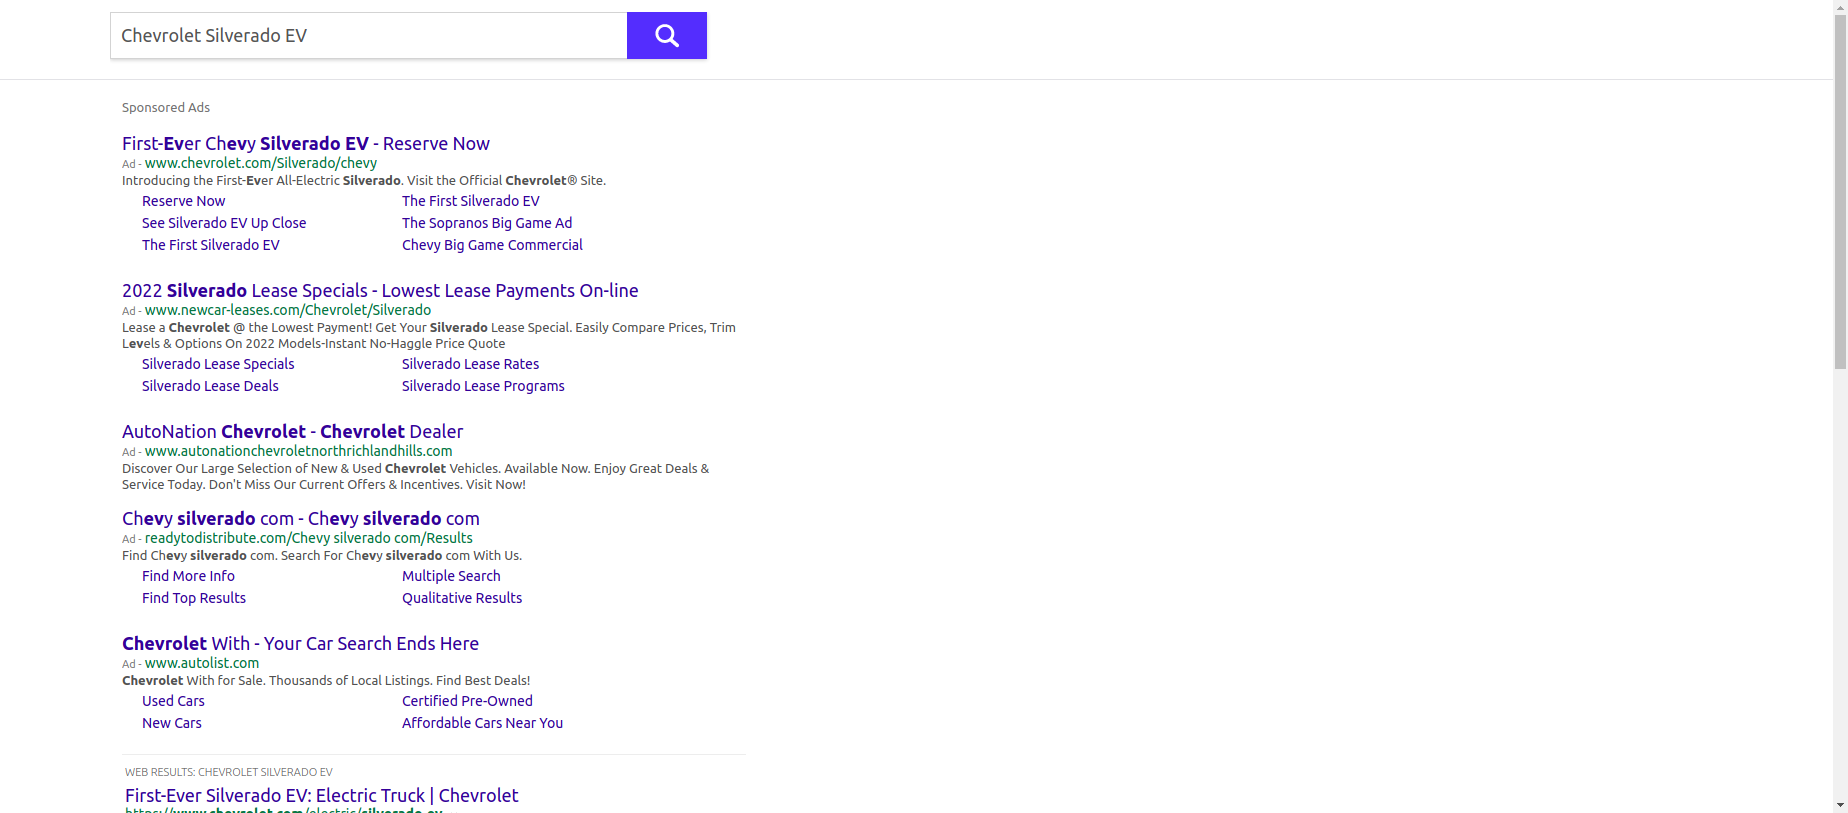 Chevrolet Silverado EV
Sponsored Ads
First-Ever Chevy Silverado EV - Reserve Now
Ad - www.chevrolet.com/Silverado/chevy
Introducing the First-Ever All-Electric Silverado. Visit the Official Chevrolet® Site.
Reserve Now The First Silverado EV
See Silverado EV Up Close The Sopranos Big Game Ad
The First Silverado EV Chevy Big Game Commercial
2022 Silverado Lease Specials - Lowest Lease Payments On-line
Ad - www.newcar-leases.com/Chevrolet/Silverado
Lease a Chevrolet @ the Lowest Payment! Get Your Silverado Lease Special. Easily Compare Prices, Trim
Levels & Options On 2022 Models-Instant No-Haggle Price Quote
Silverado Lease Specials Silverado Lease Rates
Silverado Lease Deals Silverado Lease Programs
AutoNation Chevrolet - Chevrolet Dealer
Ad - www.autonationchevroletnorthrichlandhills.com
Discover Our Large Selection of New & Used Chevrolet Vehicles. Available Now. Enjoy Great Deals &
Service Today. Don't Miss Our Current Offers & Incentives. Visit Now!
Chevy silverado com - Chevy silverado com
Ad - readytodistribute.com/Chevy silverado com/Results
Find Chevy silverado com. Search For Chevy silverado com With Us.
Find More Info Multiple Search
Find Top Results Qualitative Results
Chevrolet With - Your Car Search Ends Here
Ad - www.autolist.com
Chevrolet With for Sale. Thousands of Local Listings. Find Best Deals!
Used Cars Certified Pre-Owned
New Cars Affordable Cars Near You
WEB RESULTS: CHEVROLET SILVERADO EV
First-Ever Silverado EV: Electric Truck | Chevrolet
https://www.chevrolet.com/electric/silverado-ev